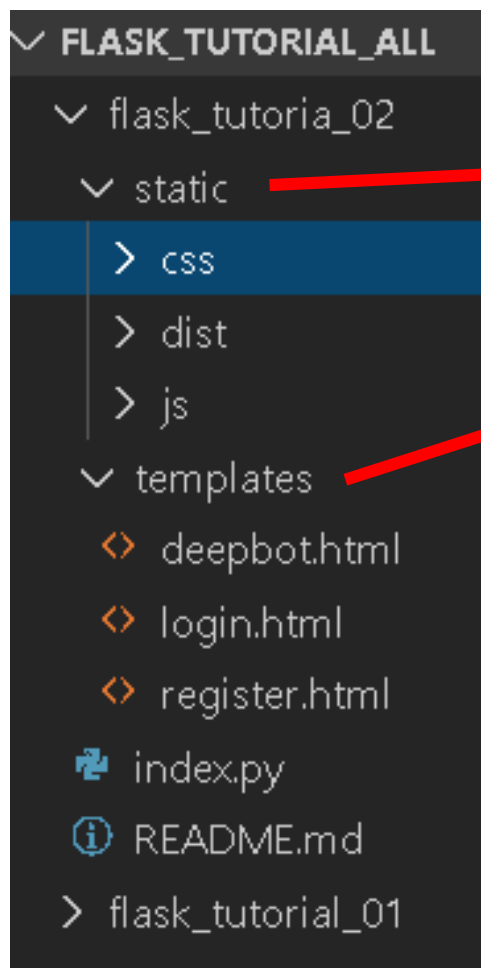 FLASK_TUTORIAL_ALL
flask_tutoria_02
static
css
dist
js
templates
deepbot.html
login.html
register.html
index.py
README.md
flask_tutorial_01